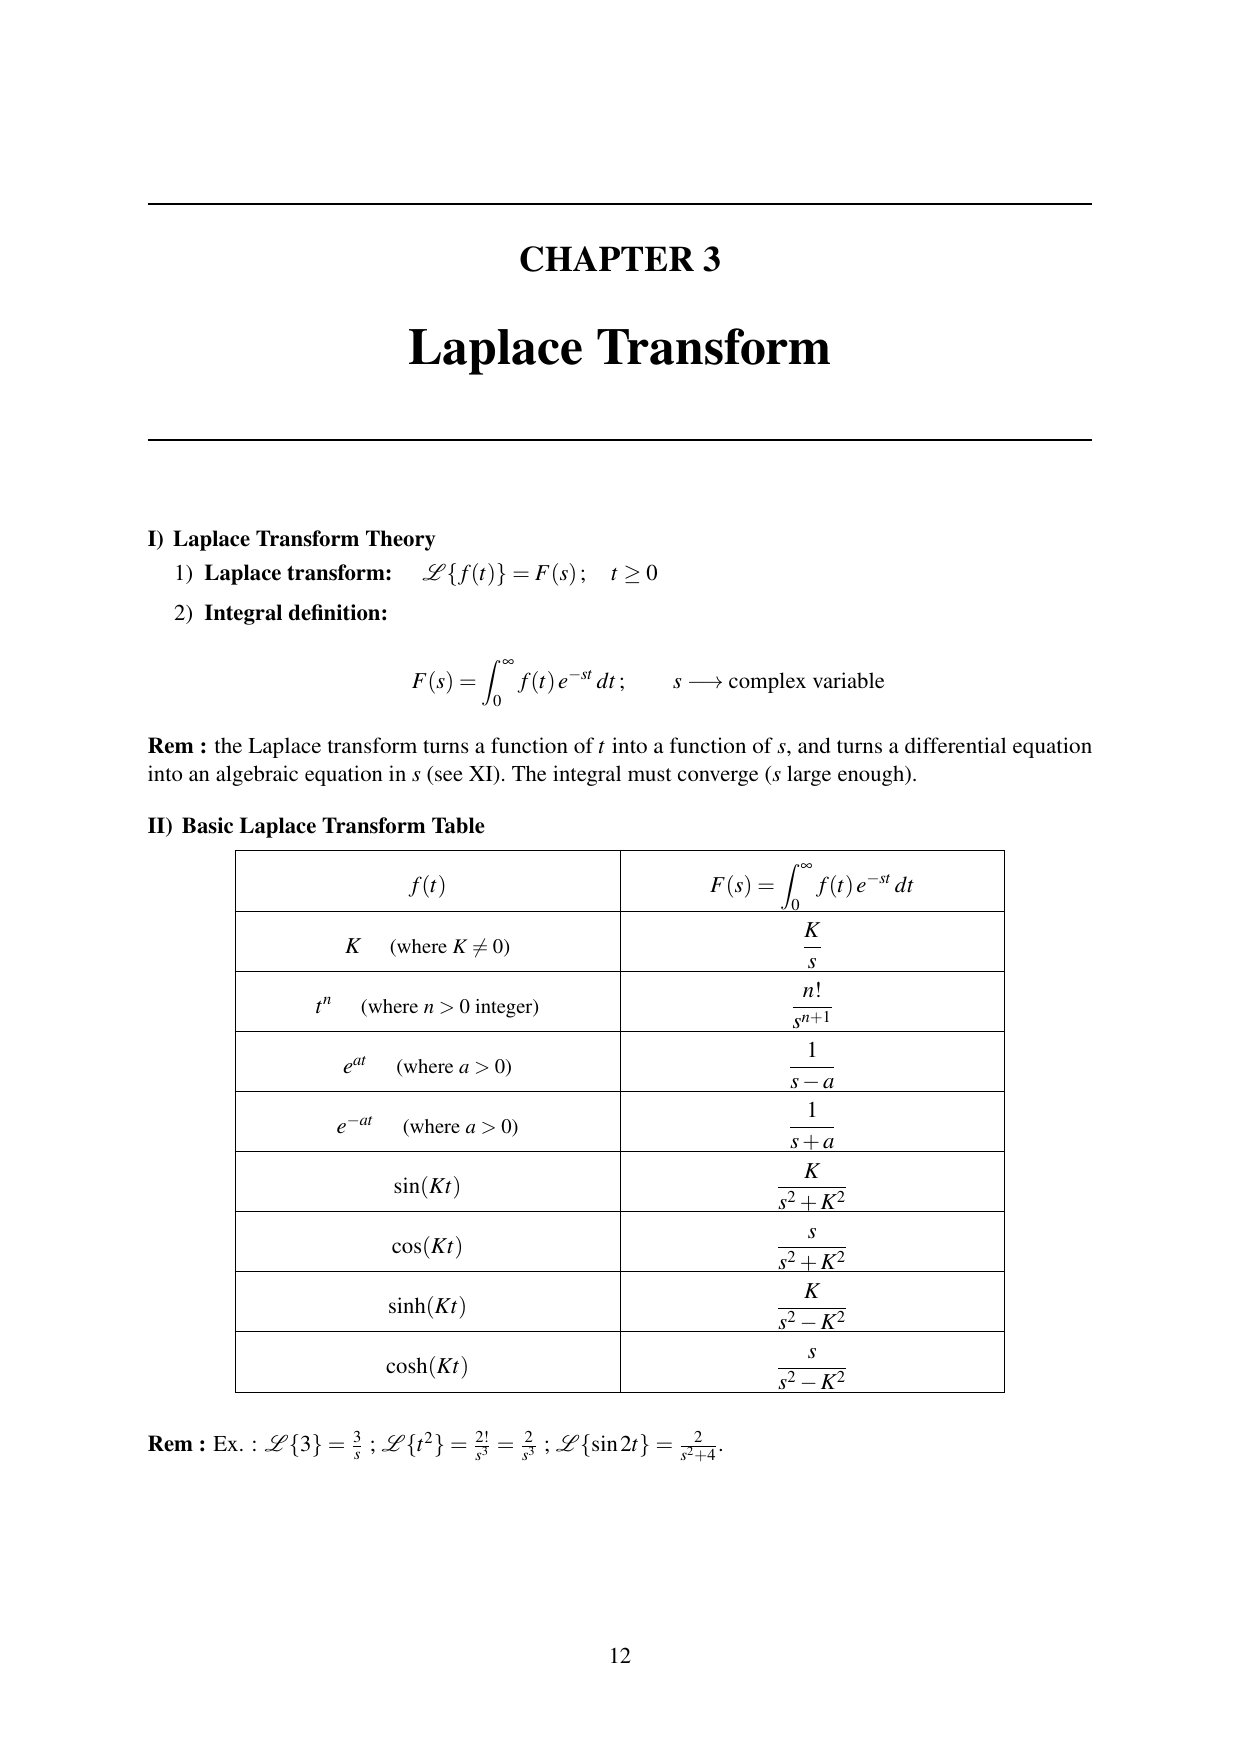 CHAPTER 3
Laplace Transform
I) Laplace Transform Theory
1) Laplace transform: ℒ{f(t)} = F(s); t ≥ 0
2) Integral definition:
F(s) = ∫₀^∞ f(t) e^{−st} dt; s ⟶ complex variable
Rem : the Laplace transform turns a function of t into a function of s, and turns a differential equation
into an algebraic equation in s (see XI). The integral must converge (s large enough).
II) Basic Laplace Transform Table
f(t) F(s) = ∫₀^∞ f(t) e^{−st} dt
K (where K ≠ 0) K/s
t^n (where n > 0 integer) n!/s^{n+1}
e^{at} (where a > 0) 1/(s − a)
e^{−at} (where a > 0) 1/(s + a)
sin(Kt) K/(s² + K²)
cos(Kt) s/(s² + K²)
sinh(Kt) K/(s² − K²)
cosh(Kt) s/(s² − K²)
Rem : Ex. : ℒ{3} = 3/s ; ℒ{t²} = 2!/s³ = 2/s³ ; ℒ{sin 2t} = 2/(s²+4).
12